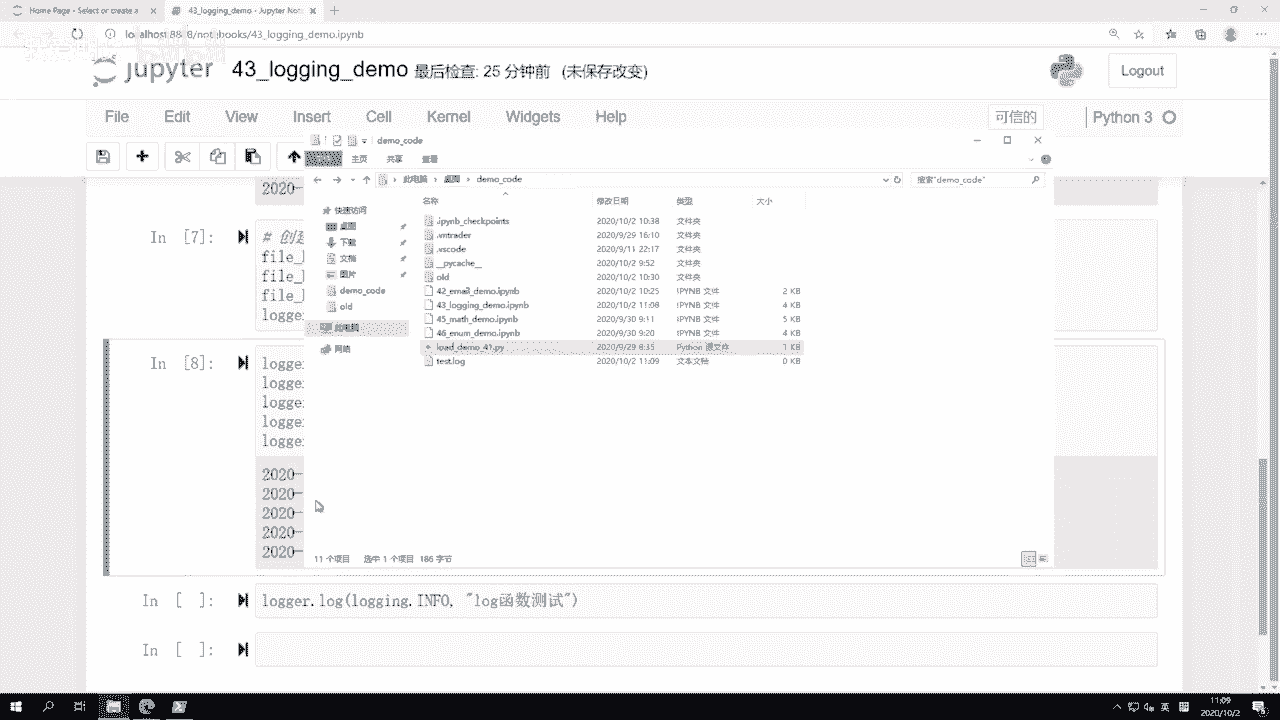 Home Page - Select or create a
43_logging_demo - Jupyter Not
localhost:8888/notebooks/43_logging_demo.ipynb
jupyter 43_logging_demo 最后检查: 25 分钟前 (未保存改变)
Logout
File Edit View Insert Cell Kernel Widgets Help
可信的
Python 3
demo_code
主页 共享 查看
此电脑 › 桌面 › demo_code
搜索"demo_code"
名称 修改日期 类型 大小
快速访问
桌面
下载
文档
图片
demo_code
old
此电脑
网络
.ipynb_checkpoints 2020/10/2 10:38 文件夹
.vntrader 2020/9/29 16:10 文件夹
.vscode 2020/9/11 22:17 文件夹
__pycache__ 2020/10/2 9:52 文件夹
old 2020/10/2 10:30 文件夹
42_email_demo.ipynb 2020/10/2 10:25 IPYNB 文件 2 KB
43_logging_demo.ipynb 2020/10/2 11:08 IPYNB 文件 4 KB
45_math_demo.ipynb 2020/9/30 9:11 IPYNB 文件 5 KB
46_enum_demo.ipynb 2020/9/30 9:20 IPYNB 文件 4 KB
load_demo_41.py 2020/9/29 8:35 Python 源文件 1 KB
test.log 2020/10/2 11:09 文本文档 0 KB
11 个项目 选中 1 个项目 186 字节
2020-
In [7]:
# 创建
file_
file_
file_
logge
In [8]:
logge
logge
logge
logge
logge
2020-
2020-
2020-
2020-
2020-
In [ ]: logger.log(logging.INFO, "log函数测试")
In [ ]:
11:09
2020/10/2